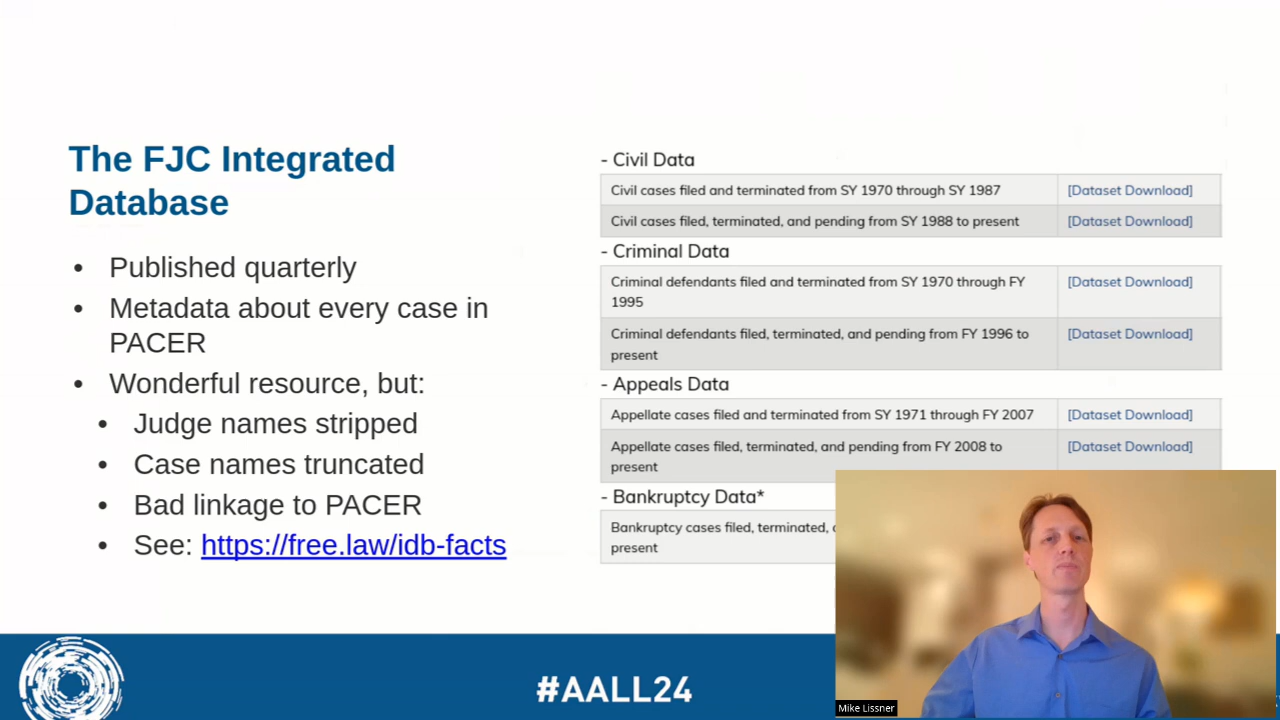 The FJC Integrated
Database
• Published quarterly
• Metadata about every case in
PACER
• Wonderful resource, but:
• Judge names stripped
• Case names truncated
• Bad linkage to PACER
• See: https://free.law/idb-facts
- Civil Data
Civil cases filed and terminated from SY 1970 through SY 1987 [Dataset Download]
Civil cases filed, terminated, and pending from SY 1988 to present [Dataset Download]
- Criminal Data
Criminal defendants filed and terminated from SY 1970 through FY [Dataset Download]
1995
Criminal defendants filed, terminated, and pending from FY 1996 to [Dataset Download]
present
- Appeals Data
Appellate cases filed and terminated from SY 1971 through FY 2007 [Dataset Download]
Appellate cases filed, terminated, and pending from FY 2008 to [Dataset Download]
present
- Bankruptcy Data*
Bankruptcy cases filed, terminated,
present
#AALL24
Mike Lissner